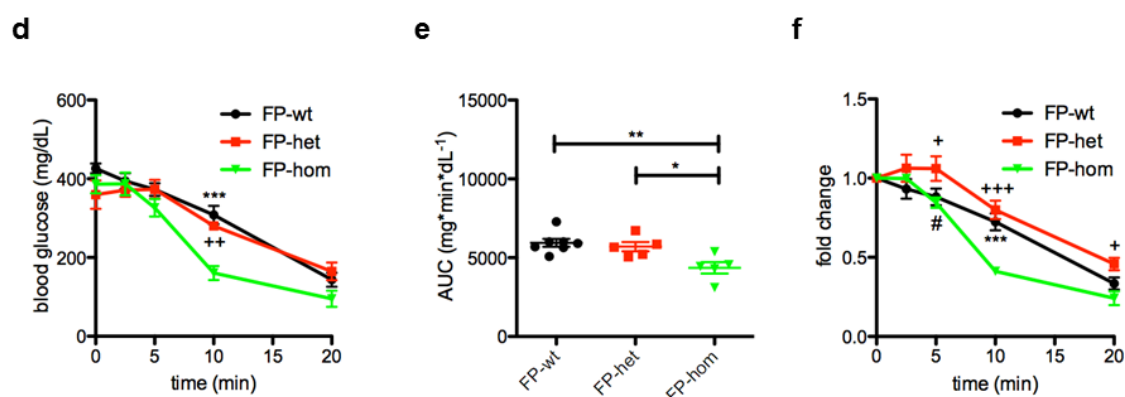 d
600
400
200
0
blood glucose (mg/dL)
FP-wt
FP-het
FP-hom
***
++
0
5
10
20
time (min)
e
15000
10000
5000
0
AUC (mg*min*dL-1)
**
*
FP-wt
FP-het
FP-hom
f
1.5
1.0
0.5
0.0
fold change
FP-wt
FP-het
FP-hom
+
#
+++
***
+
0
5
10
20
time (min)